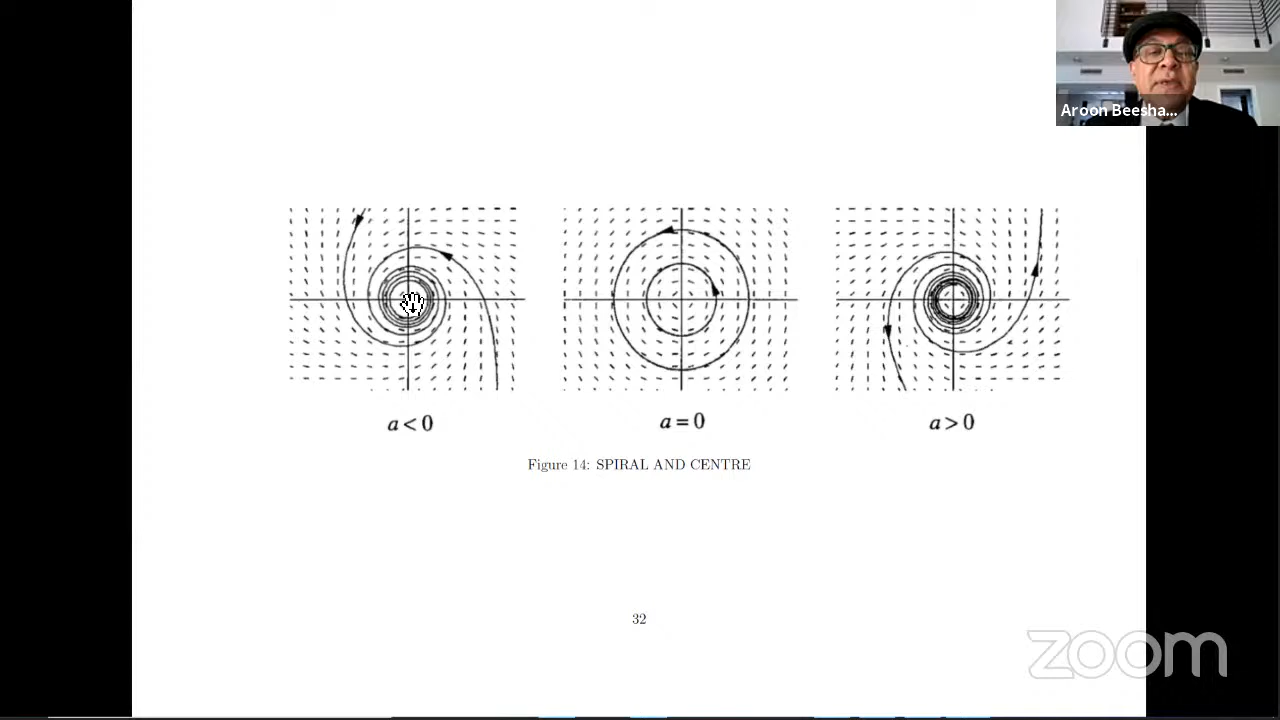 Aroon Beesha...
a < 0
a = 0
a > 0
Figure 14: SPIRAL AND CENTRE
32
zoom